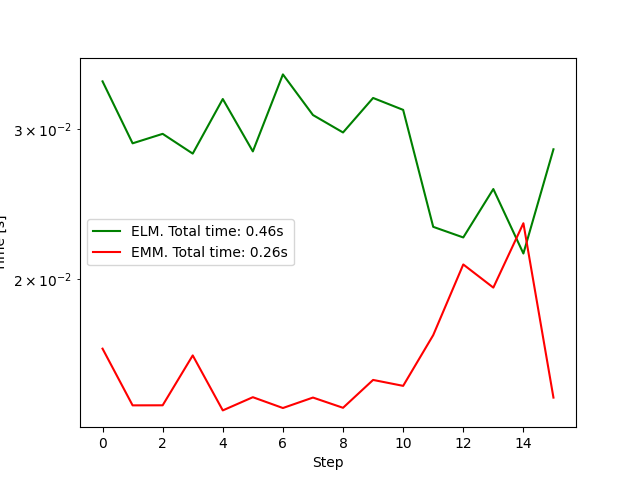 3 × 10⁻²
2 × 10⁻²
Time [s]
ELM. Total time: 0.46s
EMM. Total time: 0.26s
0 2 4 6 8 10 12 14
Step